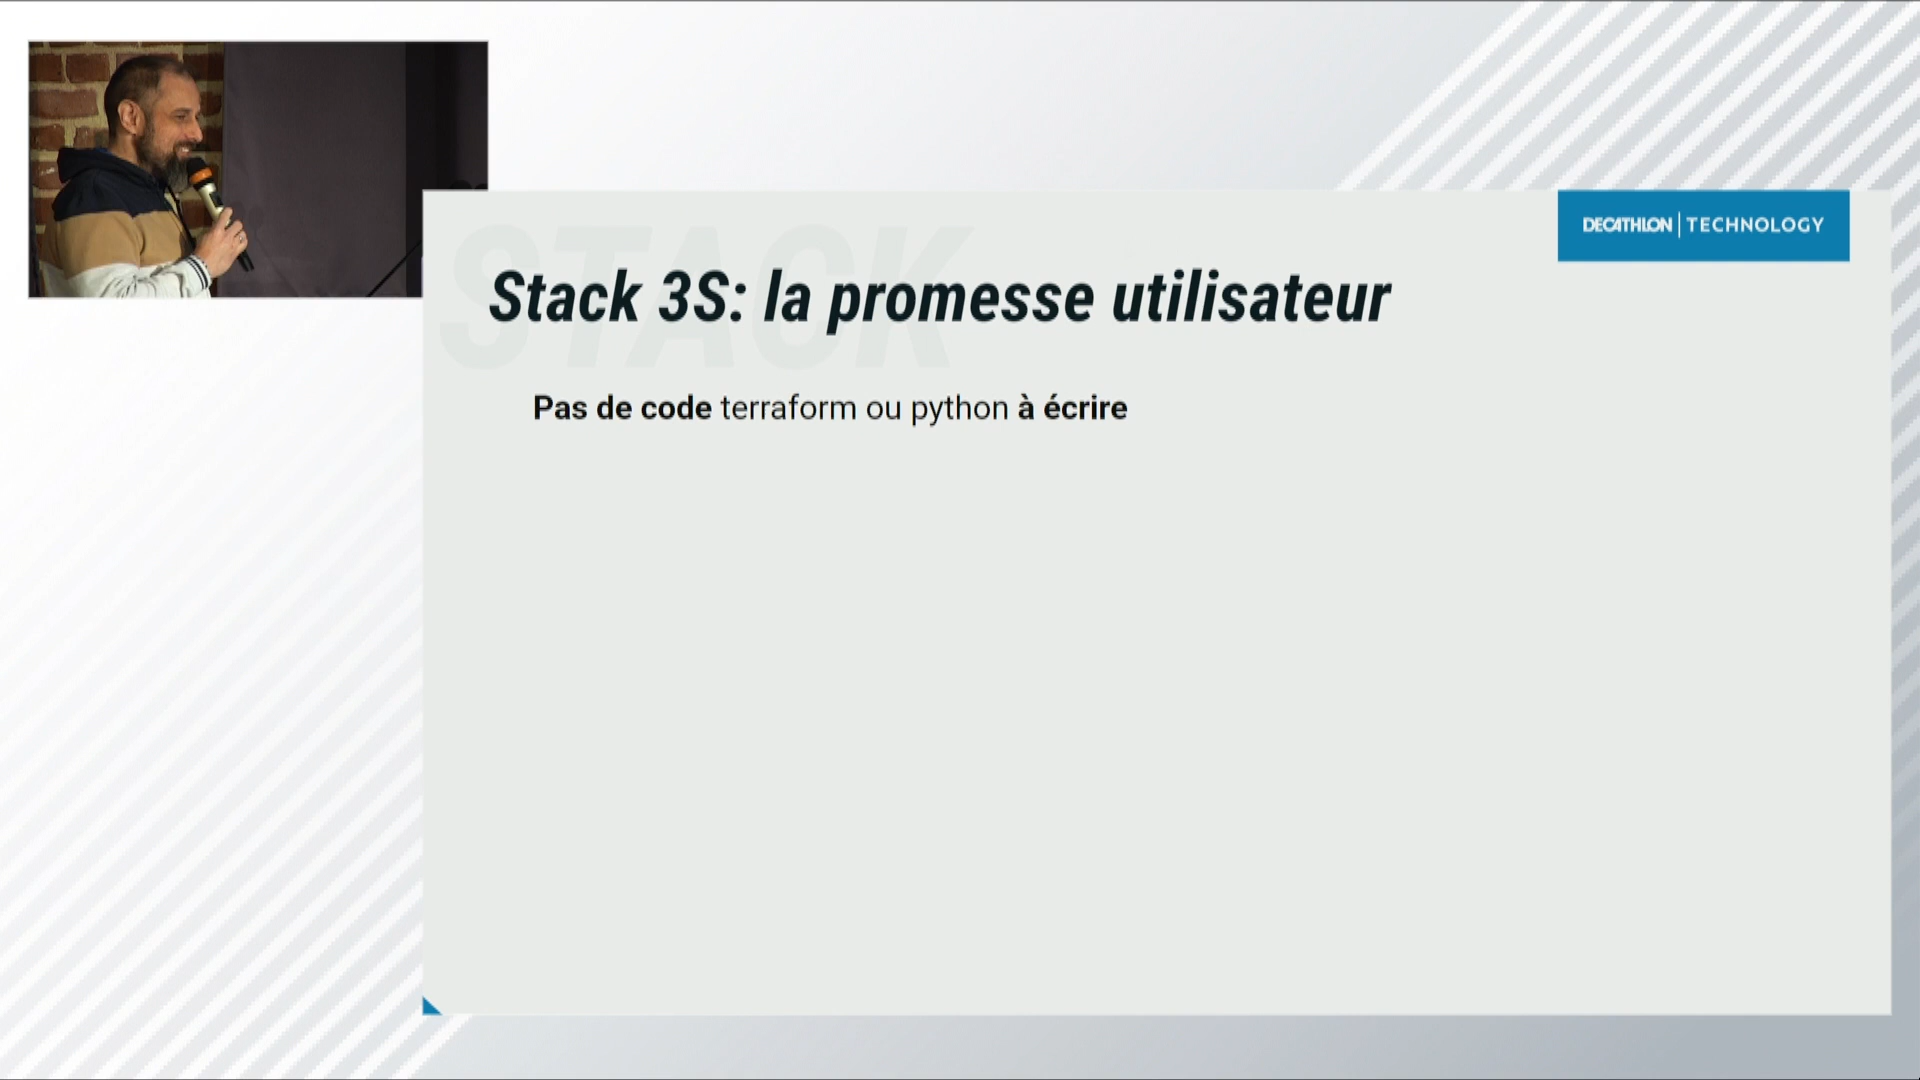 DECATHLON | TECHNOLOGY
STACK
Stack 3S: la promesse utilisateur
Pas de code terraform ou python à écrire